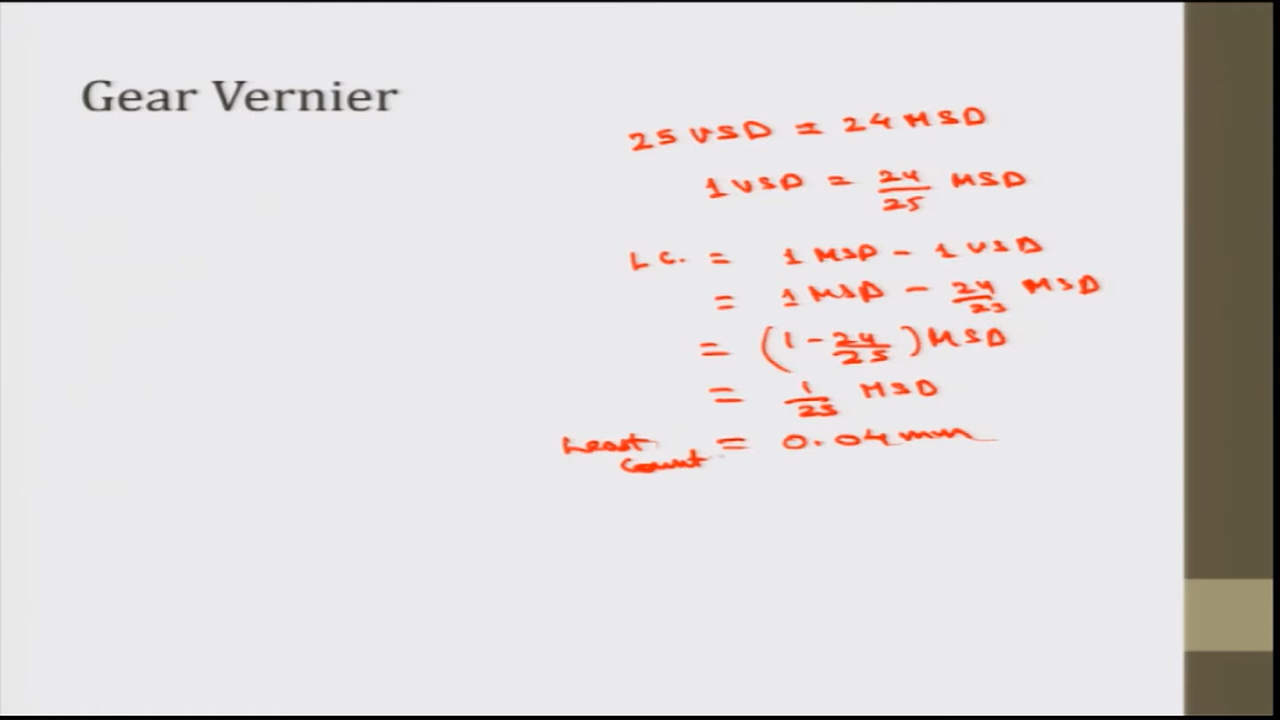 Gear Vernier
25 VSD = 24 MSD
1 VSD = 24/25 MSD
L C. = 1 MSD - 1 VSD
= 1 MSD - 24/25 MSD
= (1 - 24/25) MSD
= 1/25 MSD
Least Count = 0.04 mm